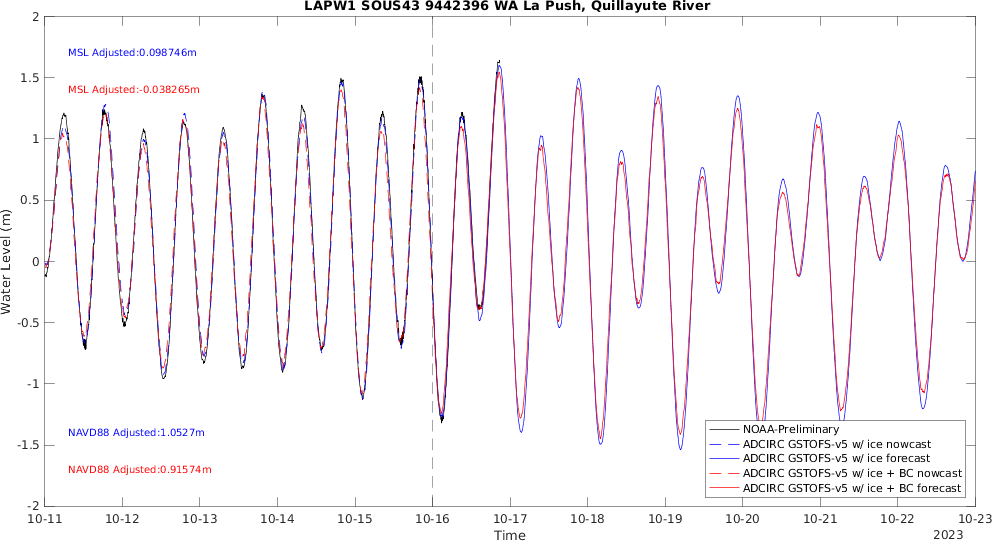 LAPW1 SOUS43 9442396 WA La Push, Quillayute River
2
1.5
1
0.5
0
-0.5
-1
-1.5
-2
Water Level (m)
MSL Adjusted:0.098746m
MSL Adjusted:-0.038265m
NAVD88 Adjusted:1.0527m
NAVD88 Adjusted:0.91574m
NOAA-Preliminary
ADCIRC GSTOFS-v5 w/ ice nowcast
ADCIRC GSTOFS-v5 w/ ice forecast
ADCIRC GSTOFS-v5 w/ ice + BC nowcast
ADCIRC GSTOFS-v5 w/ ice + BC forecast
10-11 10-12 10-13 10-14 10-15 10-16 10-17 10-18 10-19 10-20 10-21 10-22 10-23
Time
2023